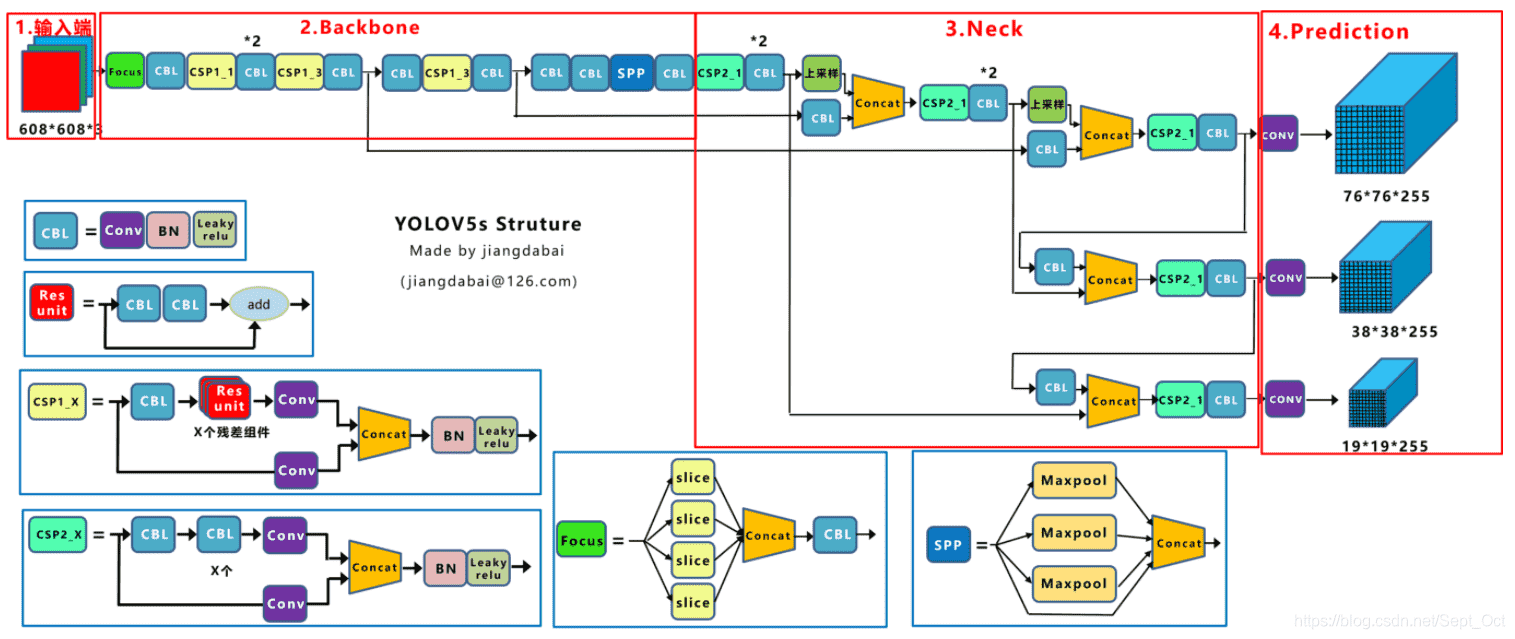 1.输入端
2.Backbone
3.Neck
4.Prediction
*2
*2
*2
Focus
CBL
CSP1_1
CBL
CSP1_3
CBL
CBL
CSP1_3
CBL
CBL
CBL
SPP
CBL
CSP2_1
CBL
上采样
CBL
Concat
CSP2_1
CBL
上采样
CBL
Concat
CSP2_1
CBL
CONV
608*608*3
76*76*255
CBL
Concat
CSP2_1
CBL
CONV
38*38*255
CBL
Concat
CSP2_1
CBL
CONV
19*19*255
YOLOV5s Struture
Made by jiangdabai
(jiangdabai@126.com)
CBL = Conv BN Leaky relu
Res unit = CBL CBL add
CSP1_X = CBL Res unit Conv
X个残差组件
Conv
Concat
BN
Leaky relu
CSP2_X = CBL CBL Conv
X个
Conv
Concat
BN
Leaky relu
Focus =
slice
slice
slice
slice
Concat
CBL
SPP =
Maxpool
Maxpool
Maxpool
Concat
https://blog.csdn.net/Sept_Oct